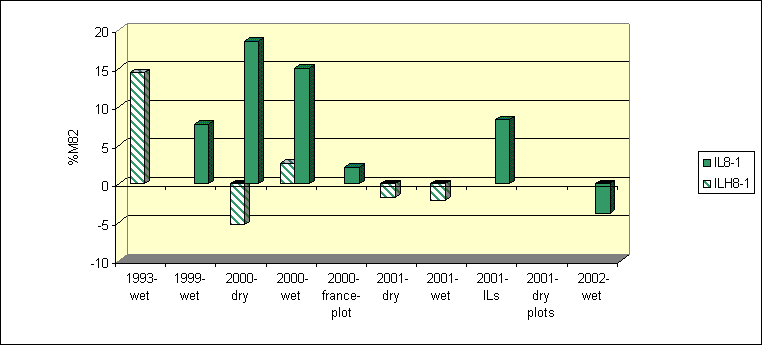 20
15
10
5
0
-5
-10
%M82
1993-wet
1999-wet
2000-dry
2000-wet
2000-france-plot
2001-dry
2001-wet
2001-ILs
2001-dry plots
2002-wet
IL8-1
ILH8-1